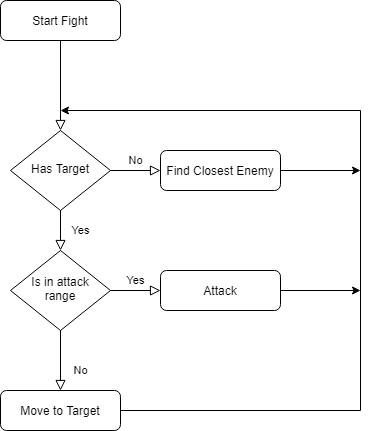 Start Fight
Has Target
No
Find Closest Enemy
Yes
Is in attack
range
Yes
Attack
No
Move to Target